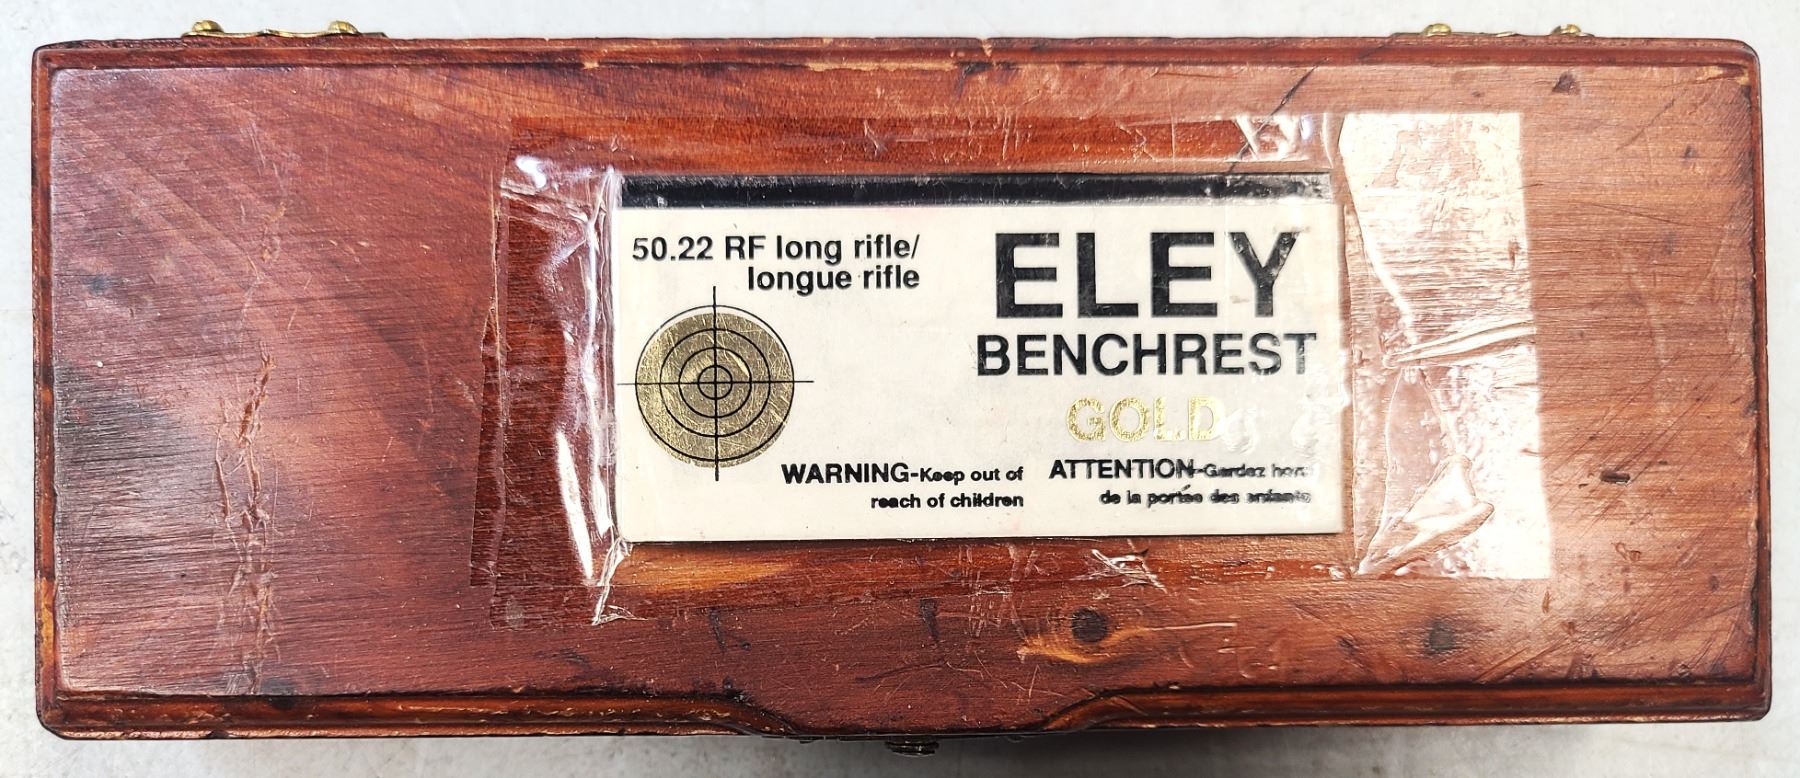 50.22 RF long rifle/
longue rifle
ELEY
BENCHREST
GOLD
WARNING-Keep out of
reach of children
ATTENTION-Gardez hors
de la portée des enfants